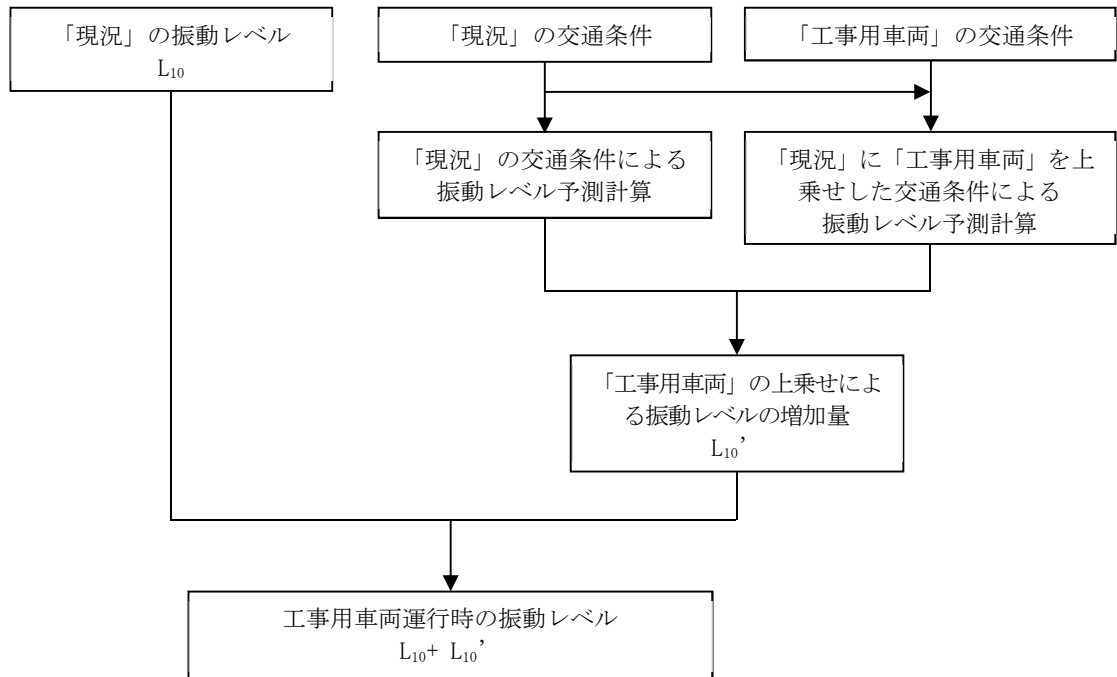 「現況」の振動レベル
L₁₀
「現況」の交通条件
「工事用車両」の交通条件
「現況」の交通条件による
振動レベル予測計算
「現況」に「工事用車両」を上
乗せした交通条件による
振動レベル予測計算
「工事用車両」の上乗せによ
る振動レベルの増加量
L₁₀’
工事用車両運行時の振動レベル
L₁₀+ L₁₀’